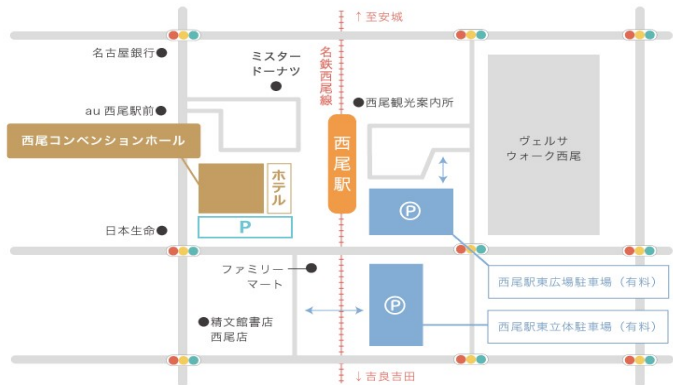 ↑至安城
名古屋銀行
ミスター
ドーナツ
名鉄西尾線
西尾観光案内所
au 西尾駅前
西尾コンベンションホール
西尾駅
ヴェルサ
ウォーク西尾
ホテル
P
P
日本生命
ファミリー
マート
西尾駅東広場駐車場（有料）
P
精文館書店
西尾店
西尾駅東立体駐車場（有料）
↓吉良吉田